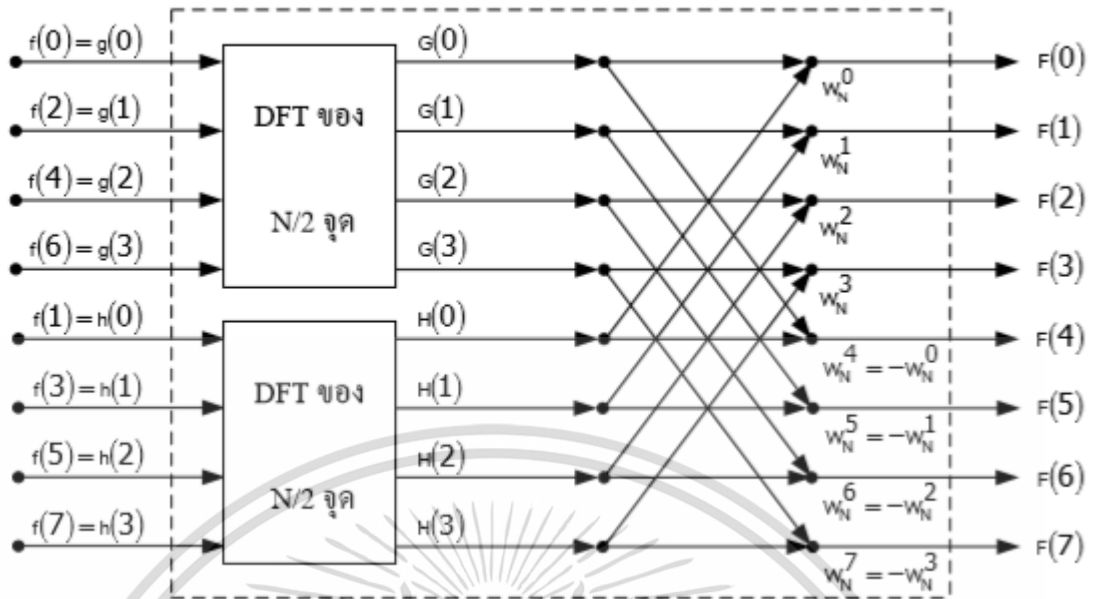 f(0)=g(0) G(0) F(0)
W_N^0
f(2)=g(1) G(1) F(1)
DFT ของ
W_N^1
f(4)=g(2) G(2) F(2)
N/2 จุด
W_N^2
f(6)=g(3) G(3) F(3)
W_N^3
f(1)=h(0) H(0) F(4)
W_N^4 = -W_N^0
f(3)=h(1) H(1) F(5)
DFT ของ
W_N^5 = -W_N^1
f(5)=h(2) H(2) F(6)
N/2 จุด
W_N^6 = -W_N^2
f(7)=h(3) H(3) F(7)
W_N^7 = -W_N^3